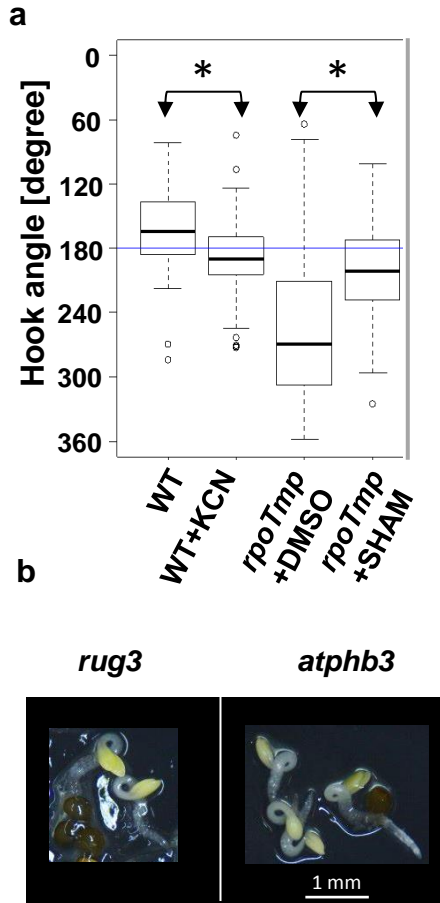 a
Hook angle [degree]
0
60
120
180
240
300
360
*
*
WT
WT+KCN
rpoTmp
+DMSO
rpoTmp
+SHAM
b
rug3
atphb3
1 mm